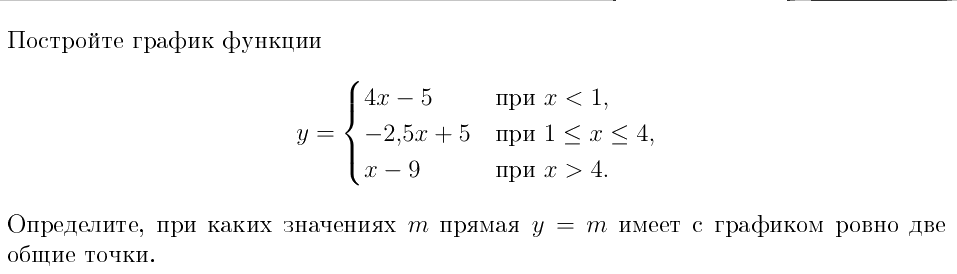 Постройте график функции
y = { 4x − 5 при x < 1,
−2,5x + 5 при 1 ≤ x ≤ 4,
x − 9 при x > 4.
Определите, при каких значениях m прямая y = m имеет с графиком ровно две
общие точки.